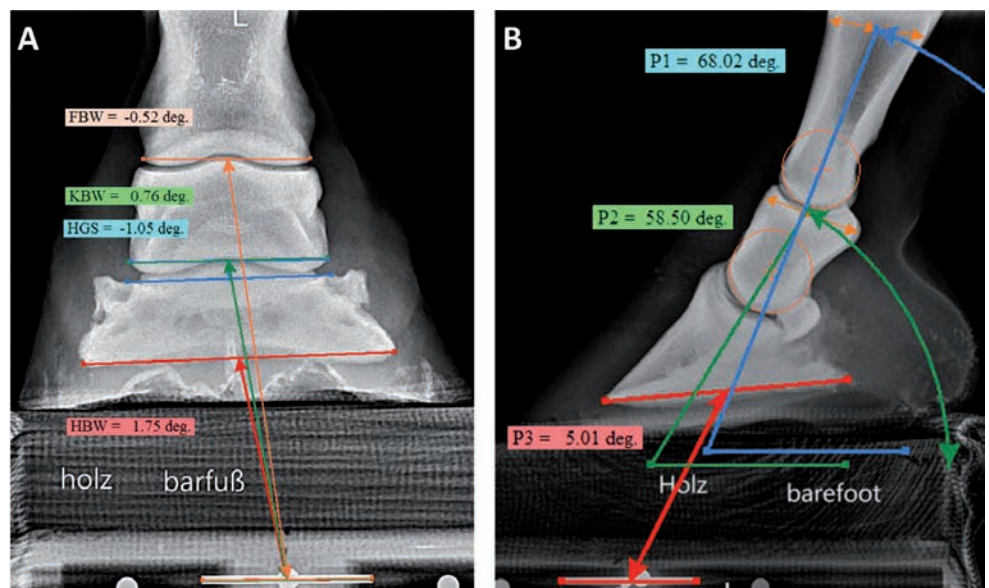 A
L
FBW = -0.52 deg.
KBW = 0.76 deg.
HGS = -1.05 deg.
HBW = 1.75 deg.
holz
barfuß
B
P1 = 68.02 deg.
P2 = 58.50 deg.
P3 = 5.01 deg.
Holz
barefoot